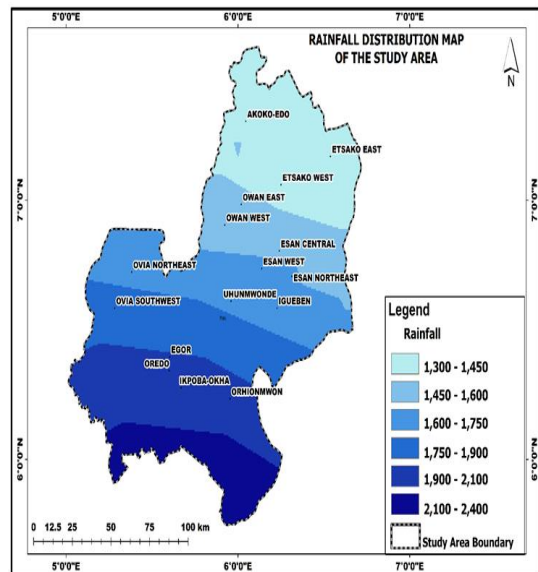 5°0'0"E 6°0'0"E 7°0'0"E
RAINFALL DISTRIBUTION MAP
OF THE STUDY AREA
N
AKOKO-EDO
ETSAKO EAST
ETSAKO WEST
7°0'0"N 7°0'0"N
OWAN EAST
OWAN WEST
ESAN CENTRAL
ESAN WEST
OVIA NORTHEAST
ESAN NORTHEAST
UHUNMWONDE
OVIA SOUTHWEST
IGUEBEN
EGOR
OREDO
IKPOBA-OKHA
ORHIONMWON
6°0'0"N 6°0'0"N
Legend
Rainfall
1,300 - 1,450
1,450 - 1,600
1,600 - 1,750
1,750 - 1,900
1,900 - 2,100
2,100 - 2,400
Study Area Boundary
0 12.5 25 50 75 100 km
5°0'0"E 6°0'0"E 7°0'0"E